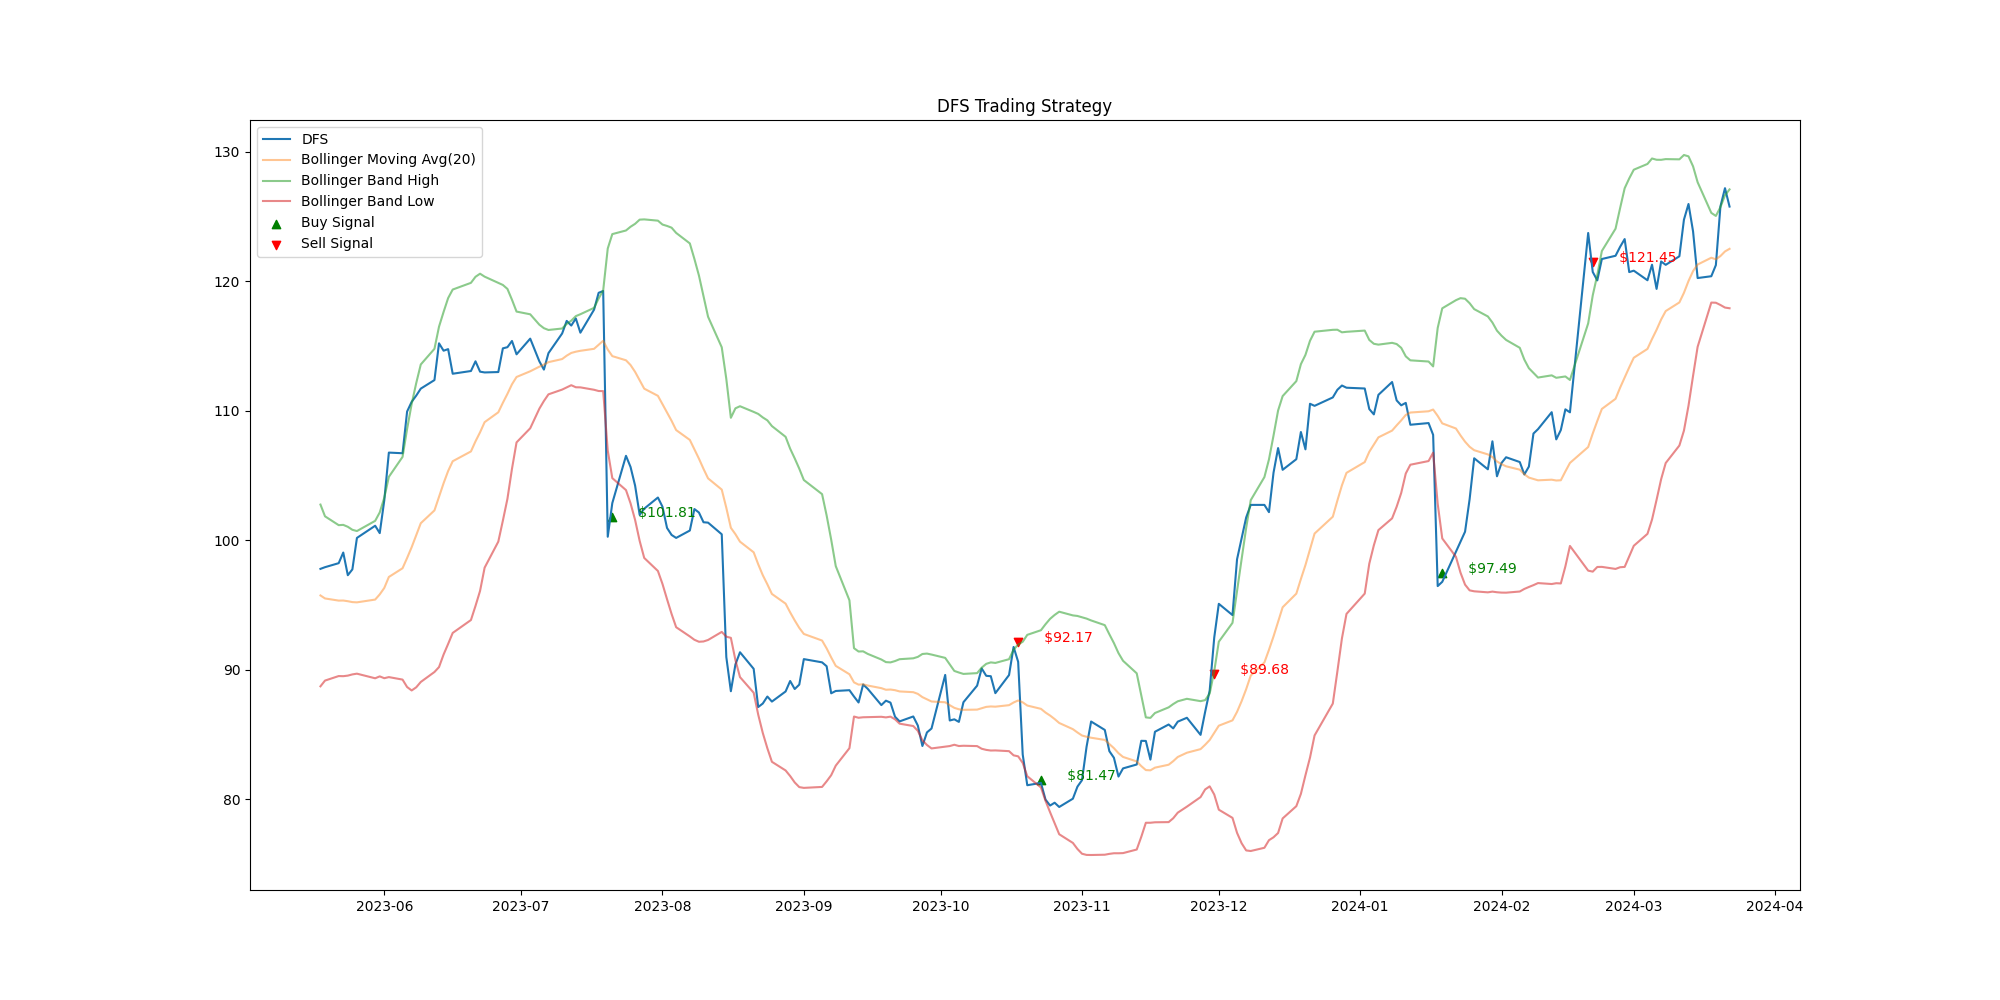 DFS Trading Strategy
DFS
Bollinger Moving Avg(20)
Bollinger Band High
Bollinger Band Low
Buy Signal
Sell Signal
130
120
110
100
90
80
$121.45
$101.81
$97.49
$92.17
$89.68
$81.47
2023-06 2023-07 2023-08 2023-09 2023-10 2023-11 2023-12 2024-01 2024-02 2024-03 2024-04